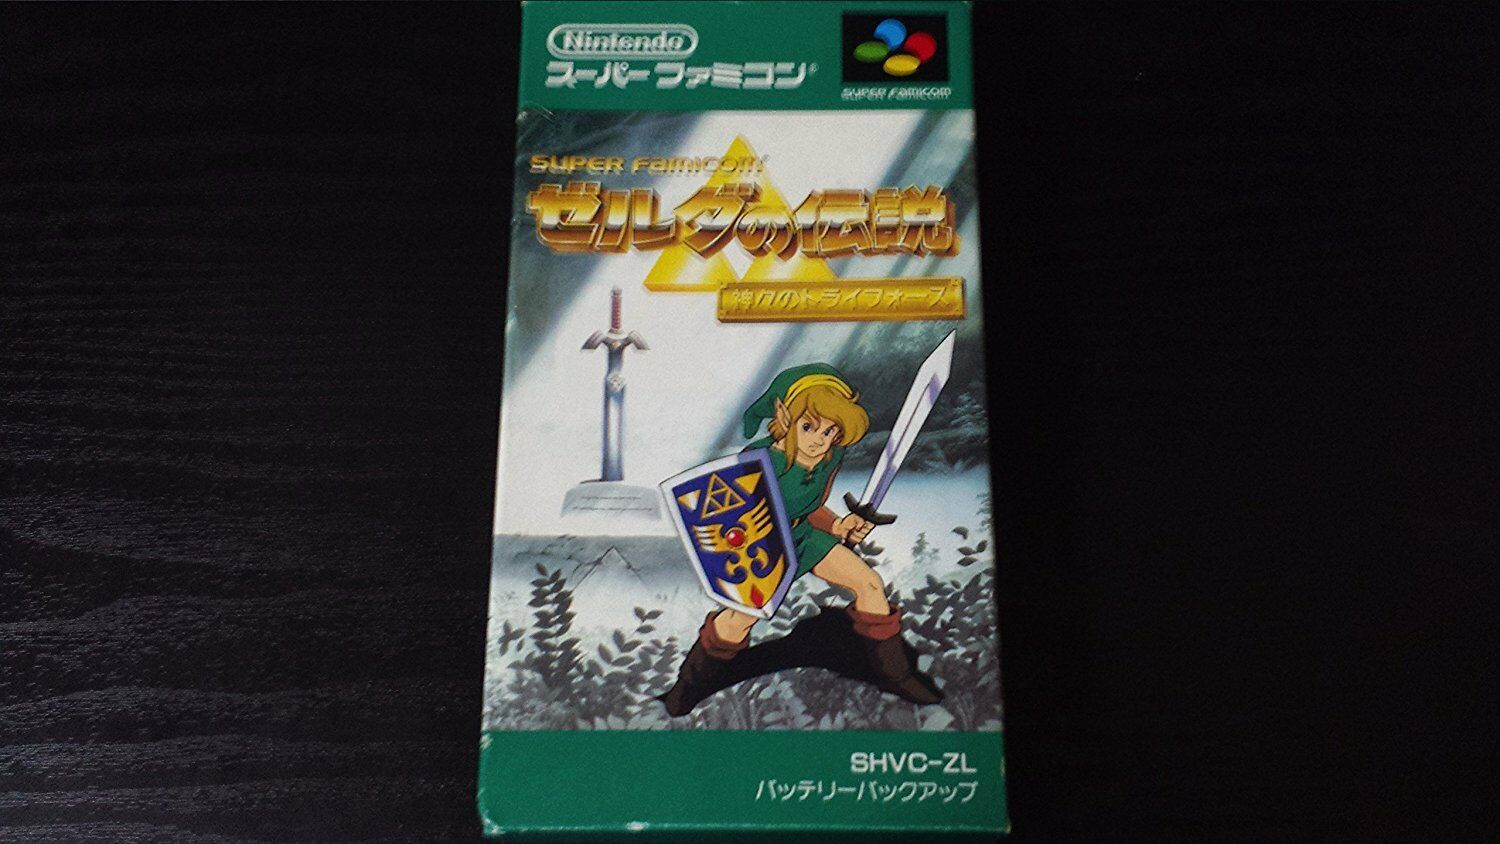 Nintendo
スーパーファミコン
SUPER FAMICOM
SUPER FAMICOM
ゼルダの伝説
神々のトライフォース
SHVC-ZL
バッテリーバックアップ